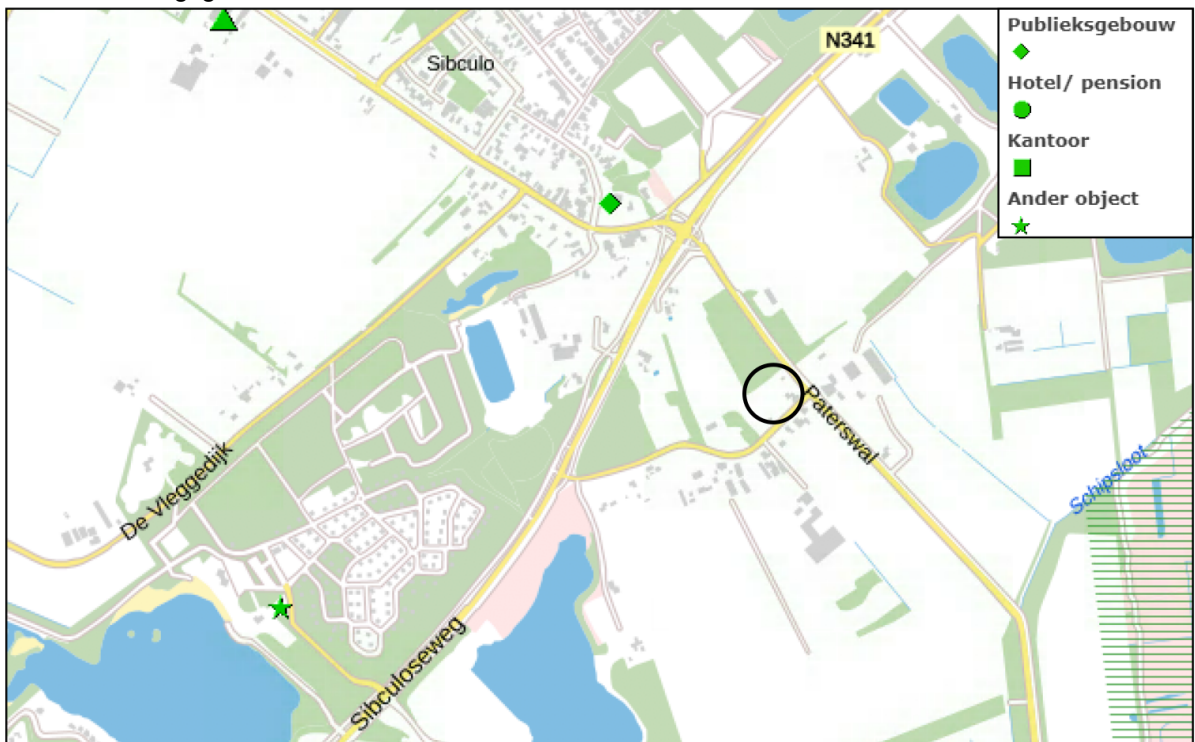 Publieksgebouw
N341
Sibculo
Hotel/ pension
Kantoor
Ander object
Paterswal
Schipsloot
De Vleggedijk
Sibculoseweg